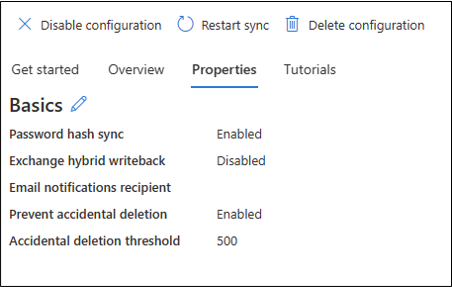 Disable configuration Restart sync Delete configuration
Get started Overview Properties Tutorials
Basics
Password hash sync Enabled
Exchange hybrid writeback Disabled
Email notifications recipient
Prevent accidental deletion Enabled
Accidental deletion threshold 500